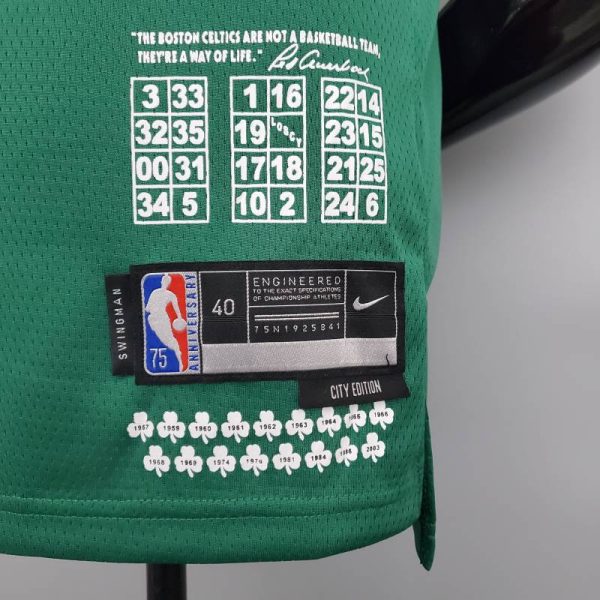 "THE BOSTON CELTICS ARE NOT A BASKETBALL TEAM,
THEY'RE A WAY OF LIFE."
3 33 1 16 22 14
32 35 19 LOSCY 23 15
00 31 17 18 21 25
34 5 10 2 24 6
SWINGMAN
75
ANNIVERSARY
40
ENGINEERED
TO THE EXACT SPECIFICATIONS
OF CHAMPIONSHIP ATHLETES
75N1925841
CITY EDITION
1957 1959 1960 1961 1962 1963 1964 1965 1966
1968 1969 1974 1976 1981 1984 1986 2003